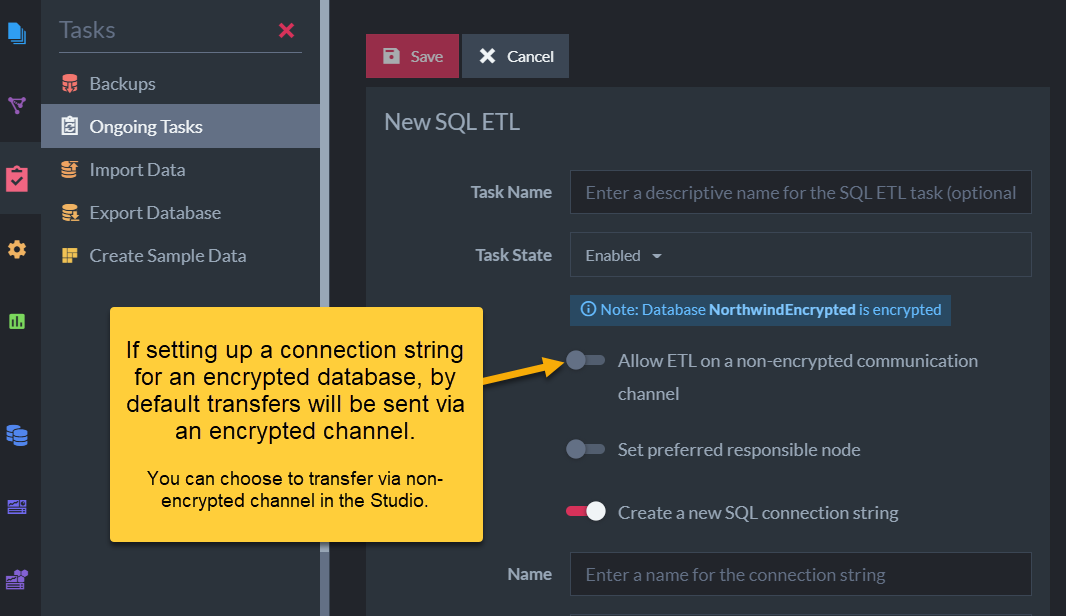 Tasks
Backups
Ongoing Tasks
Import Data
Export Database
Create Sample Data
Save
Cancel
New SQL ETL
Task Name
Enter a descriptive name for the SQL ETL task (optional
Task State
Enabled
Note: Database NorthwindEncrypted is encrypted
Allow ETL on a non-encrypted communication
channel
Set preferred responsible node
Create a new SQL connection string
Name
Enter a name for the connection string
If setting up a connection string
for an encrypted database, by
default transfers will be sent via
an encrypted channel.
You can choose to transfer via non-
encrypted channel in the Studio.